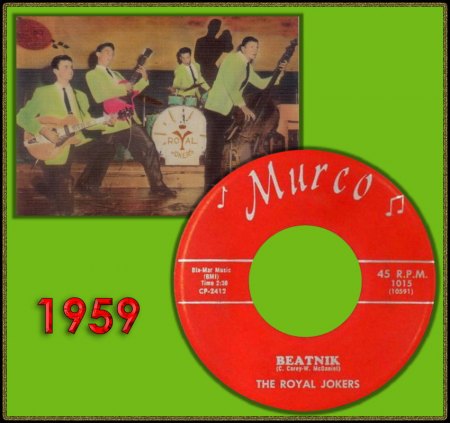 ROYAL
JOKERS
Murco
Bla-Mar Music
(BMI)
Time 2:30
CP-2412
45 R.P.M.
1015
(10591)
1959
BEATNIK
(C. Corey-W. McDaniel)
THE ROYAL JOKERS